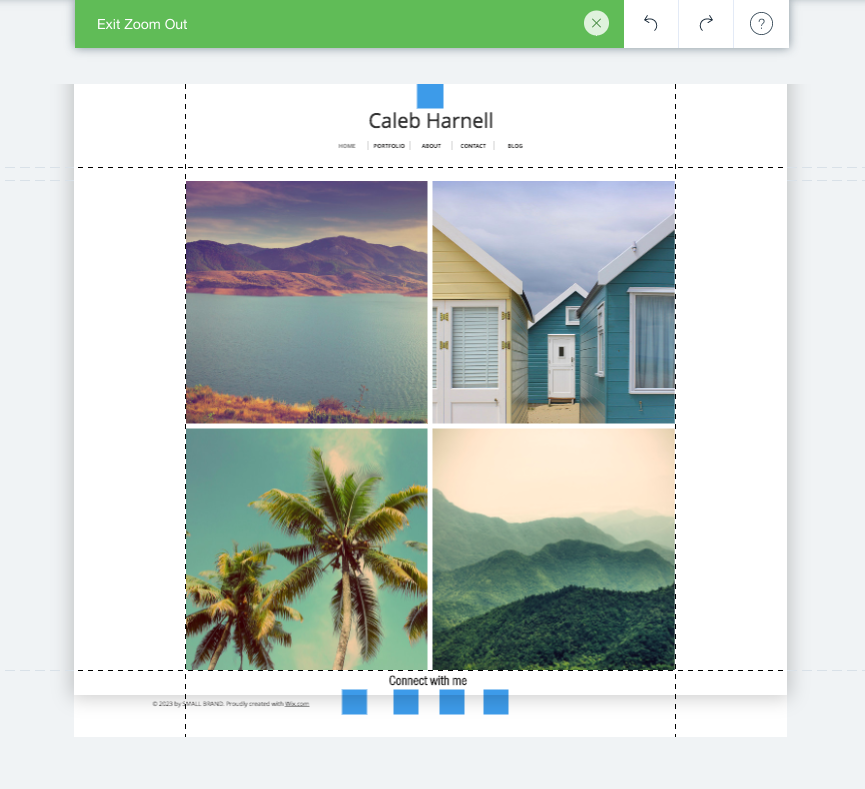 Exit Zoom Out
?
Caleb Harnell
HOME | PORTFOLIO | ABOUT | CONTACT | BLOG
Connect with me
© 2023 by SMALL BRAND. Proudly created with Wix.com